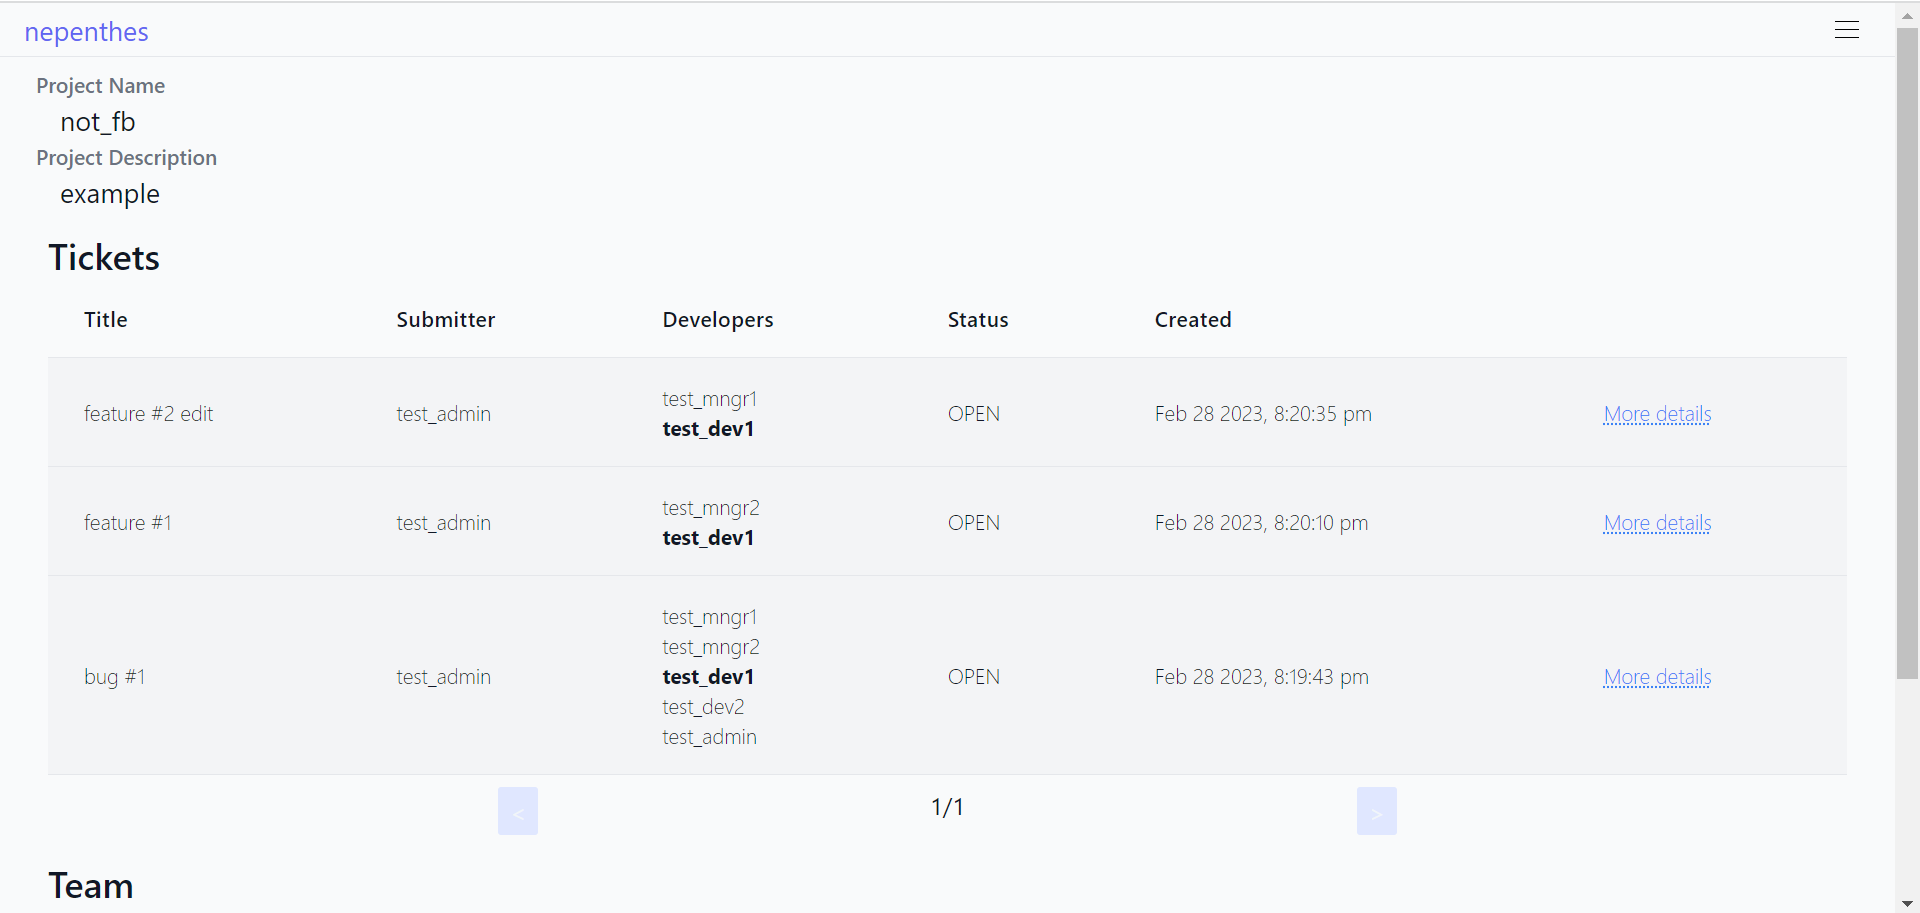 nepenthes
Project Name
not_fb
Project Description
example
Tickets
Title Submitter Developers Status Created
feature #2 edit test_admin test_mngr1 OPEN Feb 28 2023, 8:20:35 pm More details
test_dev1
feature #1 test_admin test_mngr2 OPEN Feb 28 2023, 8:20:10 pm More details
test_dev1
bug #1 test_admin test_mngr1 OPEN Feb 28 2023, 8:19:43 pm More details
test_mngr2
test_dev1
test_dev2
test_admin
< 1/1 >
Team